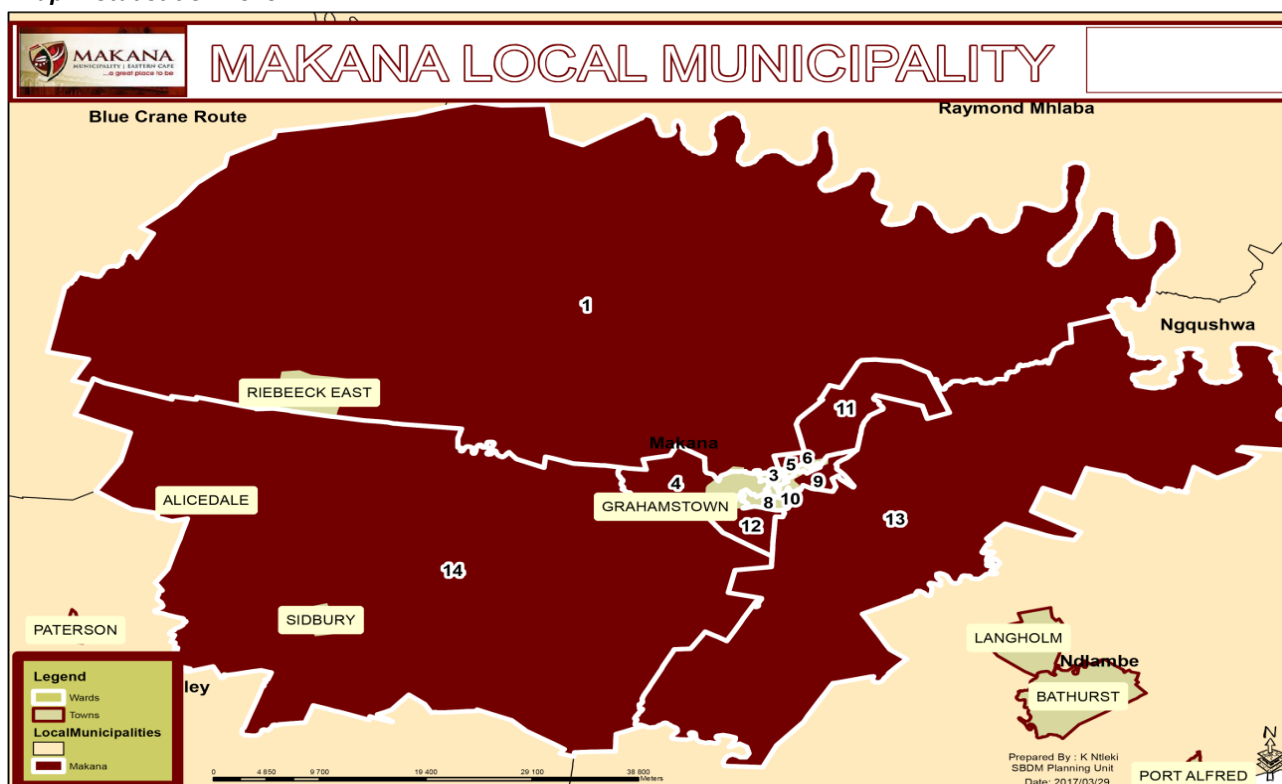 MAKANA
MUNICIPALITY | EASTERN CAPE
...a great place to be
MAKANA LOCAL MUNICIPALITY
Blue Crane Route
Raymond Mhlaba
1
Ngqushwa
RIEBEECK EAST
11
Makana
5 6
3
4
9
ALICEDALE
GRAHAMSTOWN
8 10
12
13
14
SIDBURY
PATERSON
LANGHOLM
Ndlambe
BATHURST
ley
Legend
Wards
Towns
LocalMunicipalities
Makana
0 4 850 9 700 19 400 29 100 38 800
Meters
N
Prepared By : K Ntleki
SBDM Planning Unit
Date: 2017/03/29
PORT ALFRED